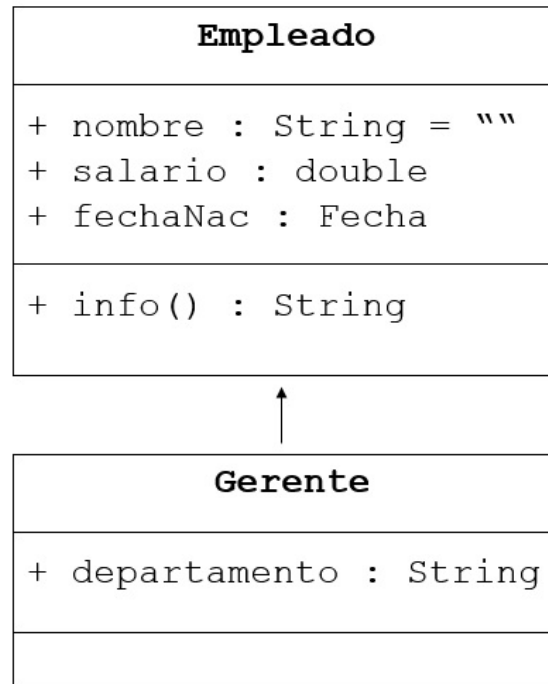 Empleado
+ nombre : String = ““
+ salario : double
+ fechaNac : Fecha
+ info() : String
Gerente
+ departamento : String